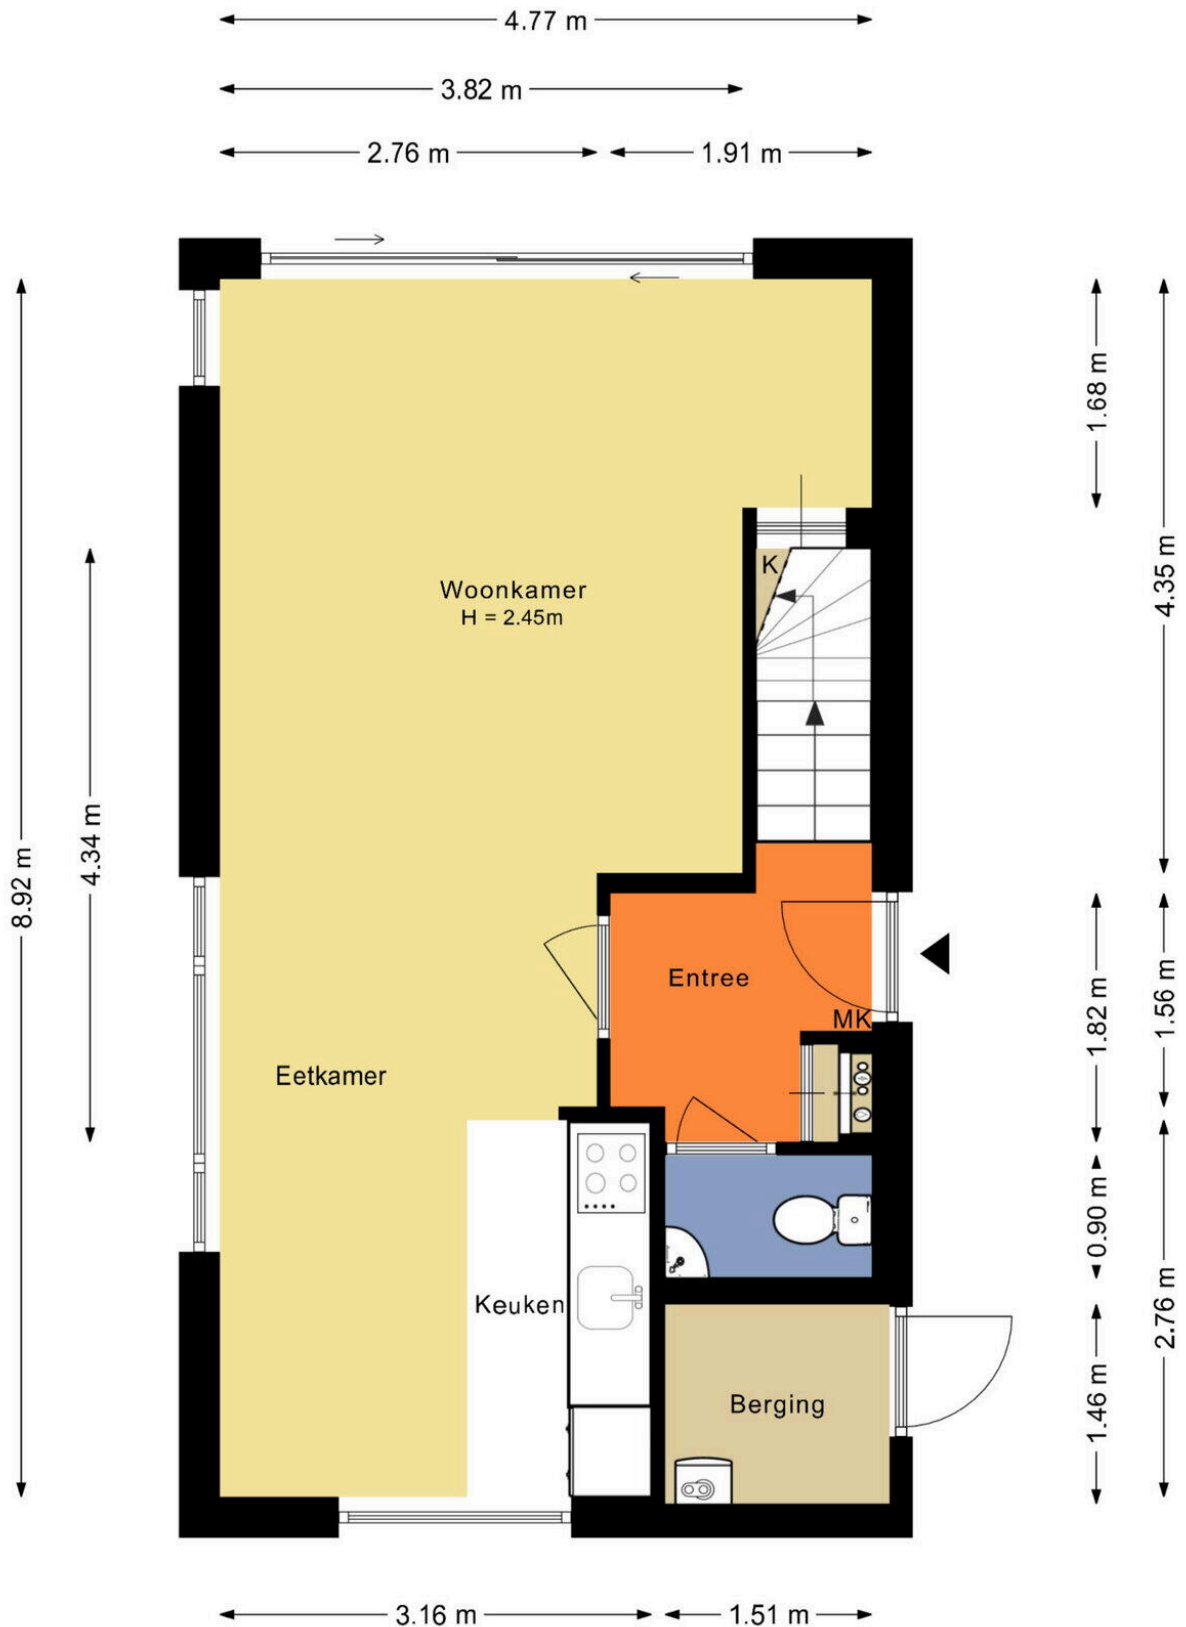 4.77 m
3.82 m
2.76 m
1.91 m
1.68 m
4.35 m
K
Woonkamer
H = 2.45m
4.34 m
8.92 m
Entree
MK
1.82 m
1.56 m
Eetkamer
0.90 m
Keuken
2.76 m
Berging
1.46 m
3.16 m
1.51 m